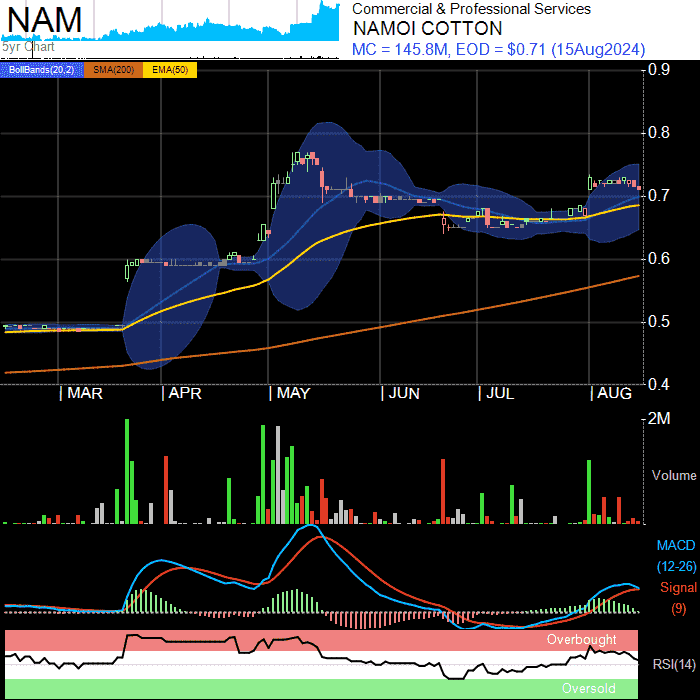 NAM
5yr Chart
Commercial & Professional Services
NAMOI COTTON
MC = 145.8M, EOD = $0.71 (15Aug2024)
BollBands(20,2) SMA(200) EMA(50)
0.9
0.8
0.7
0.6
0.5
0.4
MAR APR MAY JUN JUL AUG
2M
Volume
MACD
(12-26)
Signal
(9)
Overbought
RSI(14)
Oversold